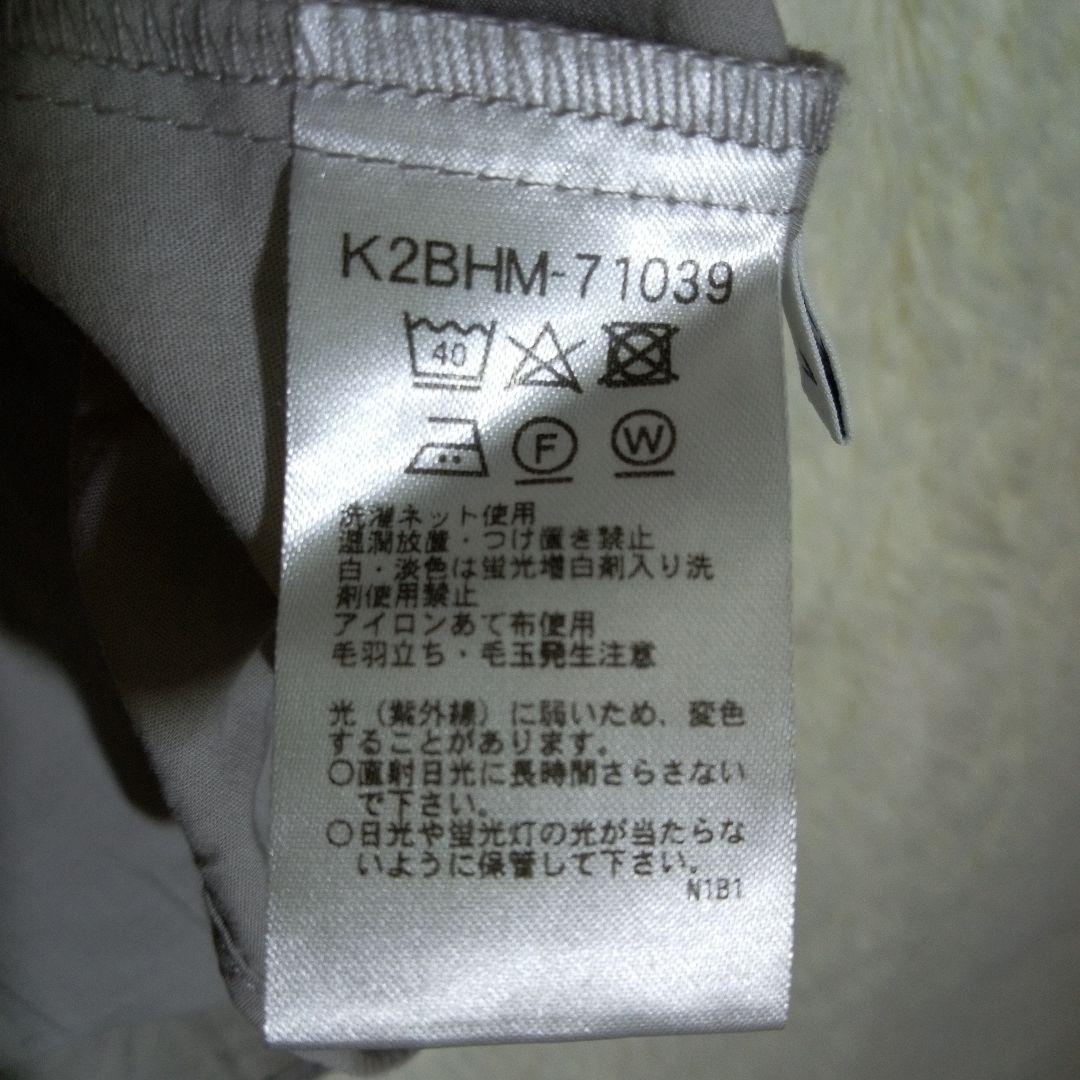 K2BHM-71039
40
F W
洗濯ネット使用
湿潤放置・つけ置き禁止
白・淡色は蛍光増白剤入り洗
剤使用禁止
アイロンあて布使用
毛羽立ち・毛玉発生注意
光（紫外線）に弱いため、変色
することがあります。
○直射日光に長時間さらさない
で下さい。
○日光や蛍光灯の光が当たらな
いように保管して下さい。
N1B1